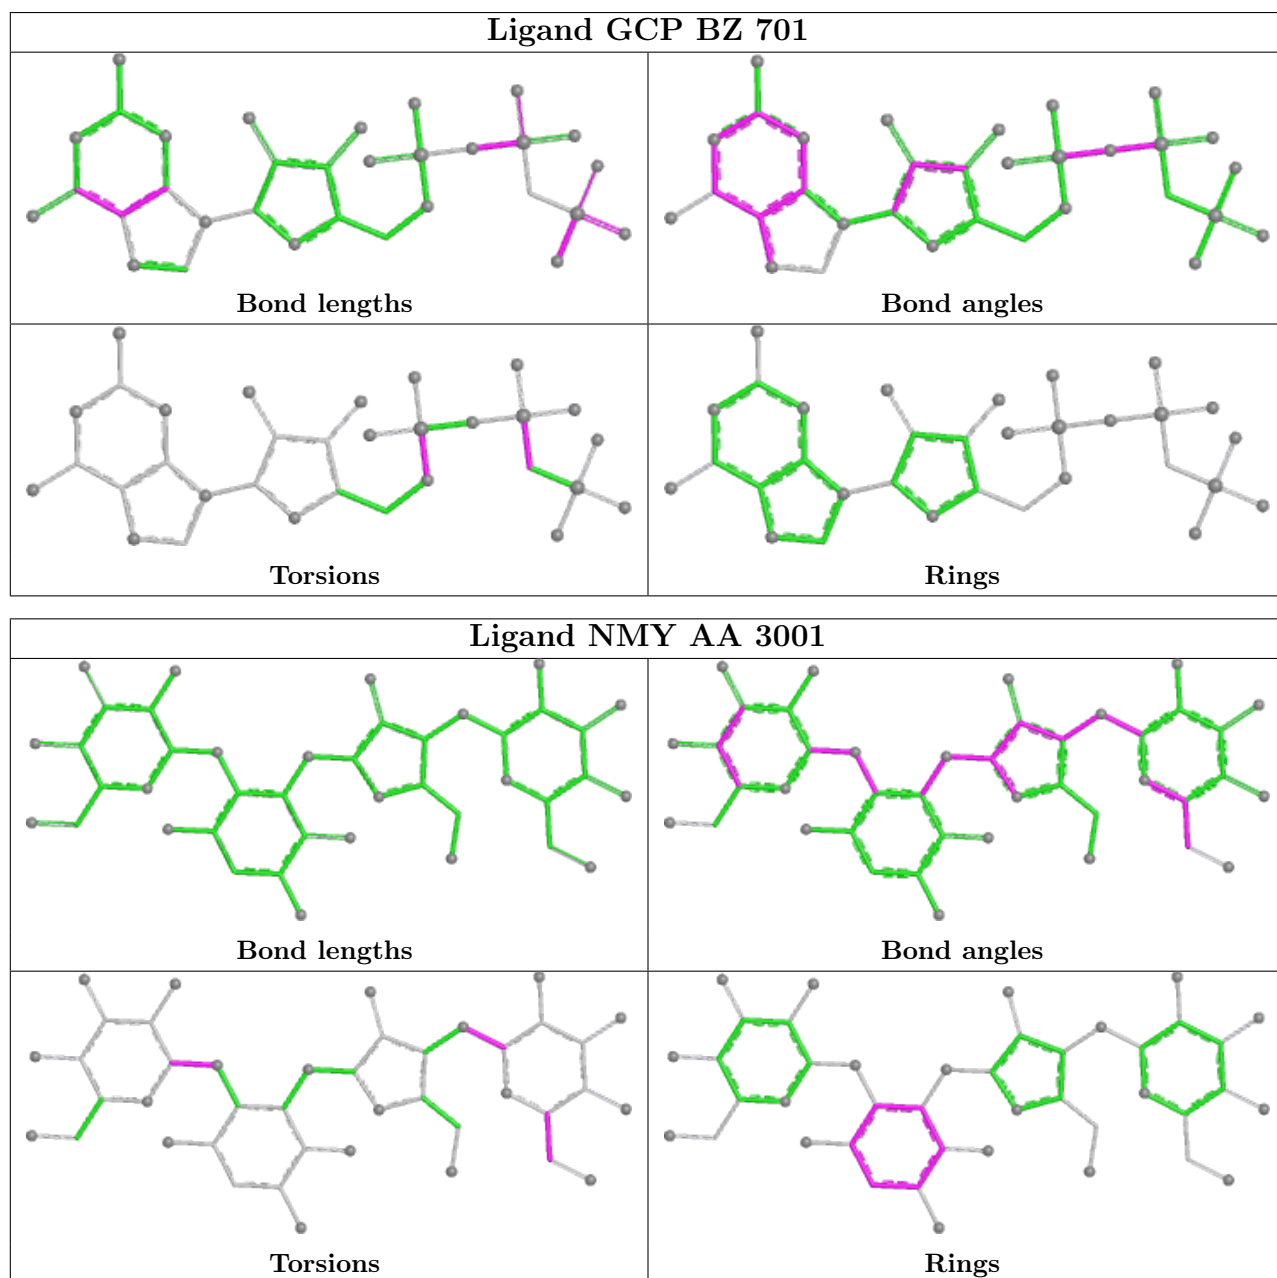 Ligand GCP BZ 701
Bond lengths
Bond angles
Torsions
Rings
Ligand NMY AA 3001
Bond lengths
Bond angles
Torsions
Rings